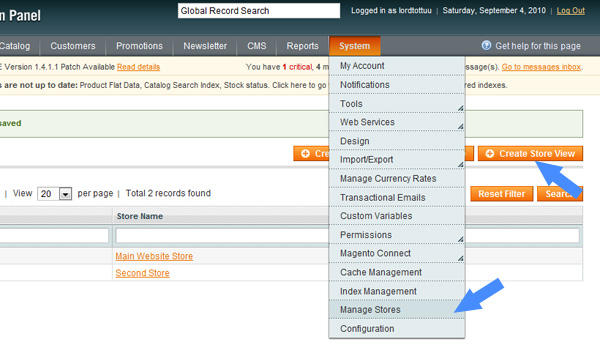 n Panel
Global Record Search
Logged in as lordtottuu | Saturday, September 4, 2010 | Log Out
Catalog Customers Promotions Newsletter CMS Reports System Get help for this page
E Version 1.4.1.1 Patch Available Read details You have 1 critical, 4 m ssage(s). Go to messages inbox.
s are not up to date: Product Flat Data, Catalog Search Index, Stock status. Click here to go red indexes.
saved
Cre Create Store View
| View 20 per page | Total 2 records found Reset Filter Search
Store Name
Main Website Store
Second Store
My Account
Notifications
Tools
Web Services
Design
Import/Export
Manage Currency Rates
Transactional Emails
Custom Variables
Permissions
Magento Connect
Cache Management
Index Management
Manage Stores
Configuration